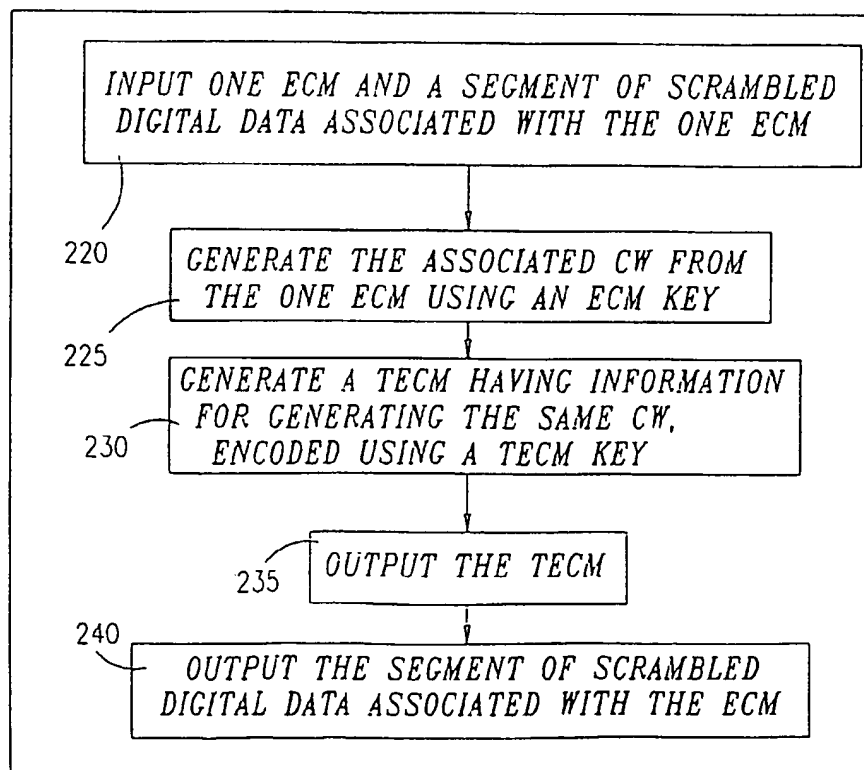 INPUT ONE ECM AND A SEGMENT OF SCRAMBLED
DIGITAL DATA ASSOCIATED WITH THE ONE ECM
220
GENERATE THE ASSOCIATED CW FROM
THE ONE ECM USING AN ECM KEY
225
GENERATE A TECM HAVING INFORMATION
FOR GENERATING THE SAME CW,
ENCODED USING A TECM KEY
230
OUTPUT THE TECM
235
240
OUTPUT THE SEGMENT OF SCRAMBLED
DIGITAL DATA ASSOCIATED WITH THE ECM